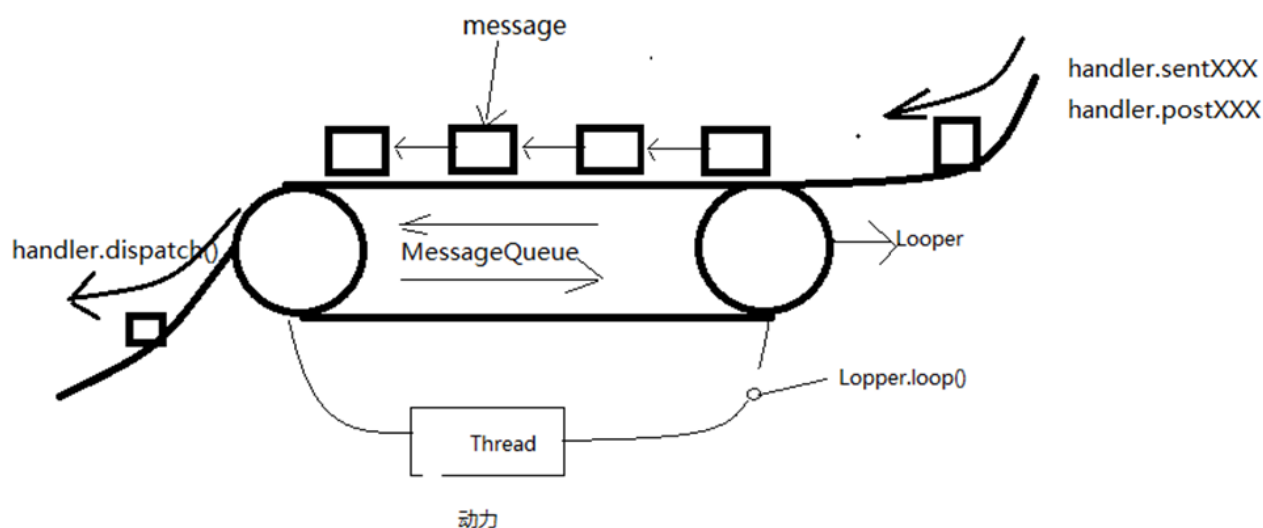 message
handler.sentXXX
handler.postXXX
handler.dispatch()
MessageQueue
Looper
Lopper.loop()
Thread
动力